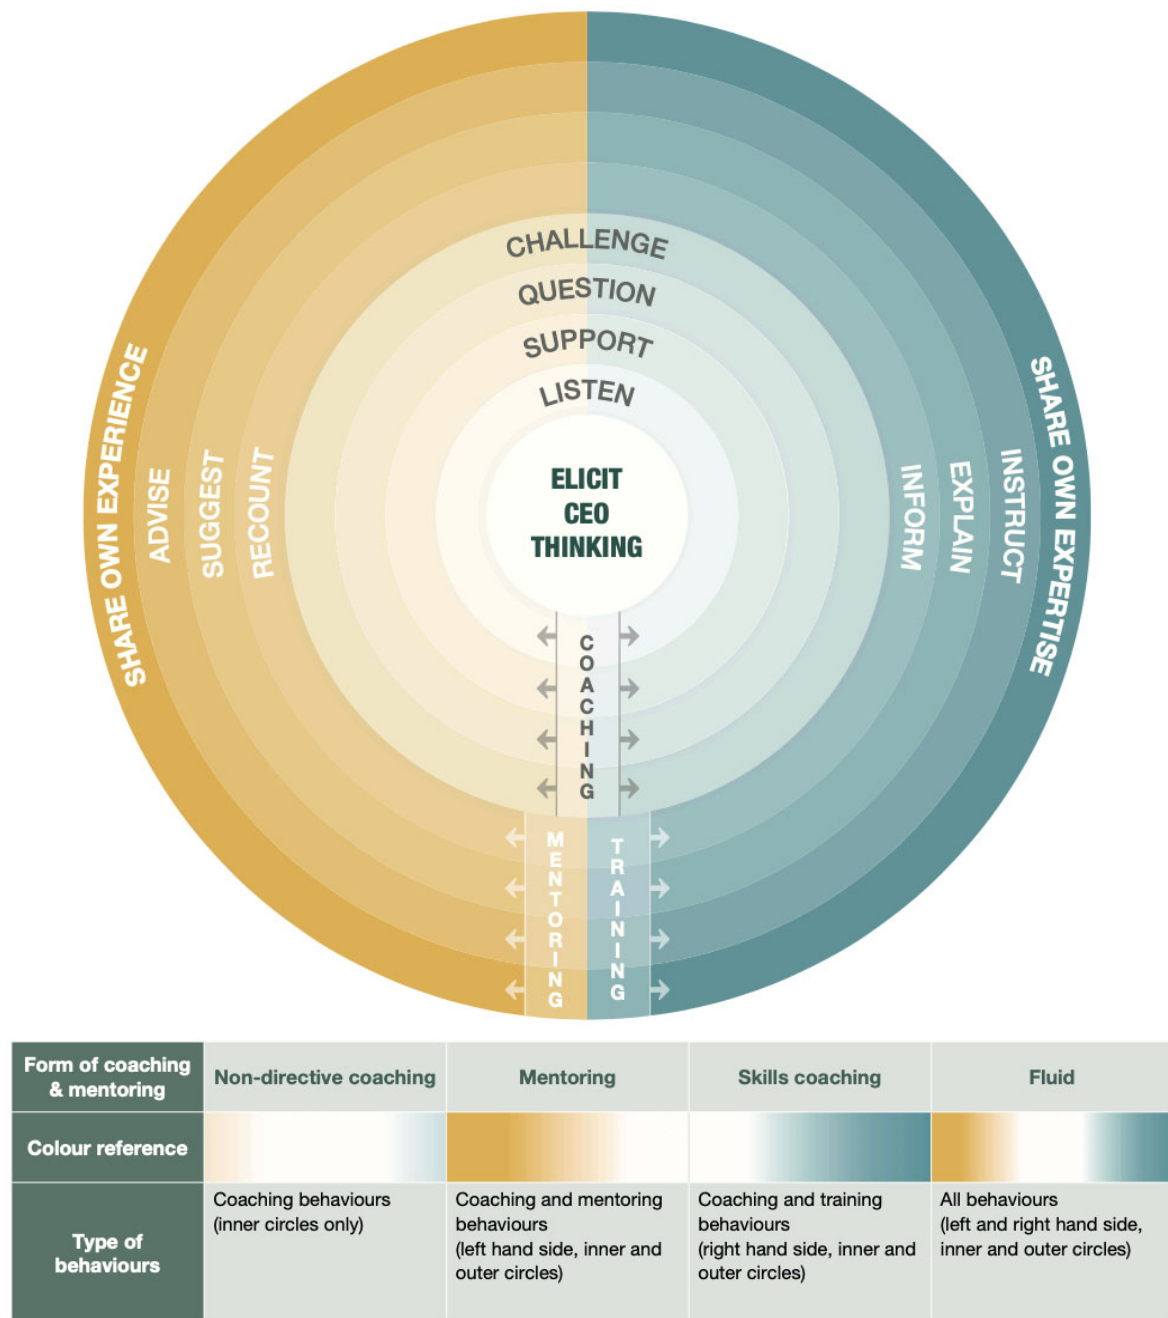 CHALLENGE
QUESTION
SUPPORT
LISTEN
ELICIT
CEO
THINKING
SHARE OWN EXPERIENCE
ADVISE
SUGGEST
RECOUNT
INFORM
EXPLAIN
INSTRUCT
SHARE OWN EXPERTISE
COACHING
MENTORING
TRAINING
Form of coaching
& mentoring
Non-directive coaching
Mentoring
Skills coaching
Fluid
Colour reference
Type of
behaviours
Coaching behaviours
(inner circles only)
Coaching and mentoring
behaviours
(left hand side, inner and
outer circles)
Coaching and training
behaviours
(right hand side, inner and
outer circles)
All behaviours
(left and right hand side,
inner and outer circles)